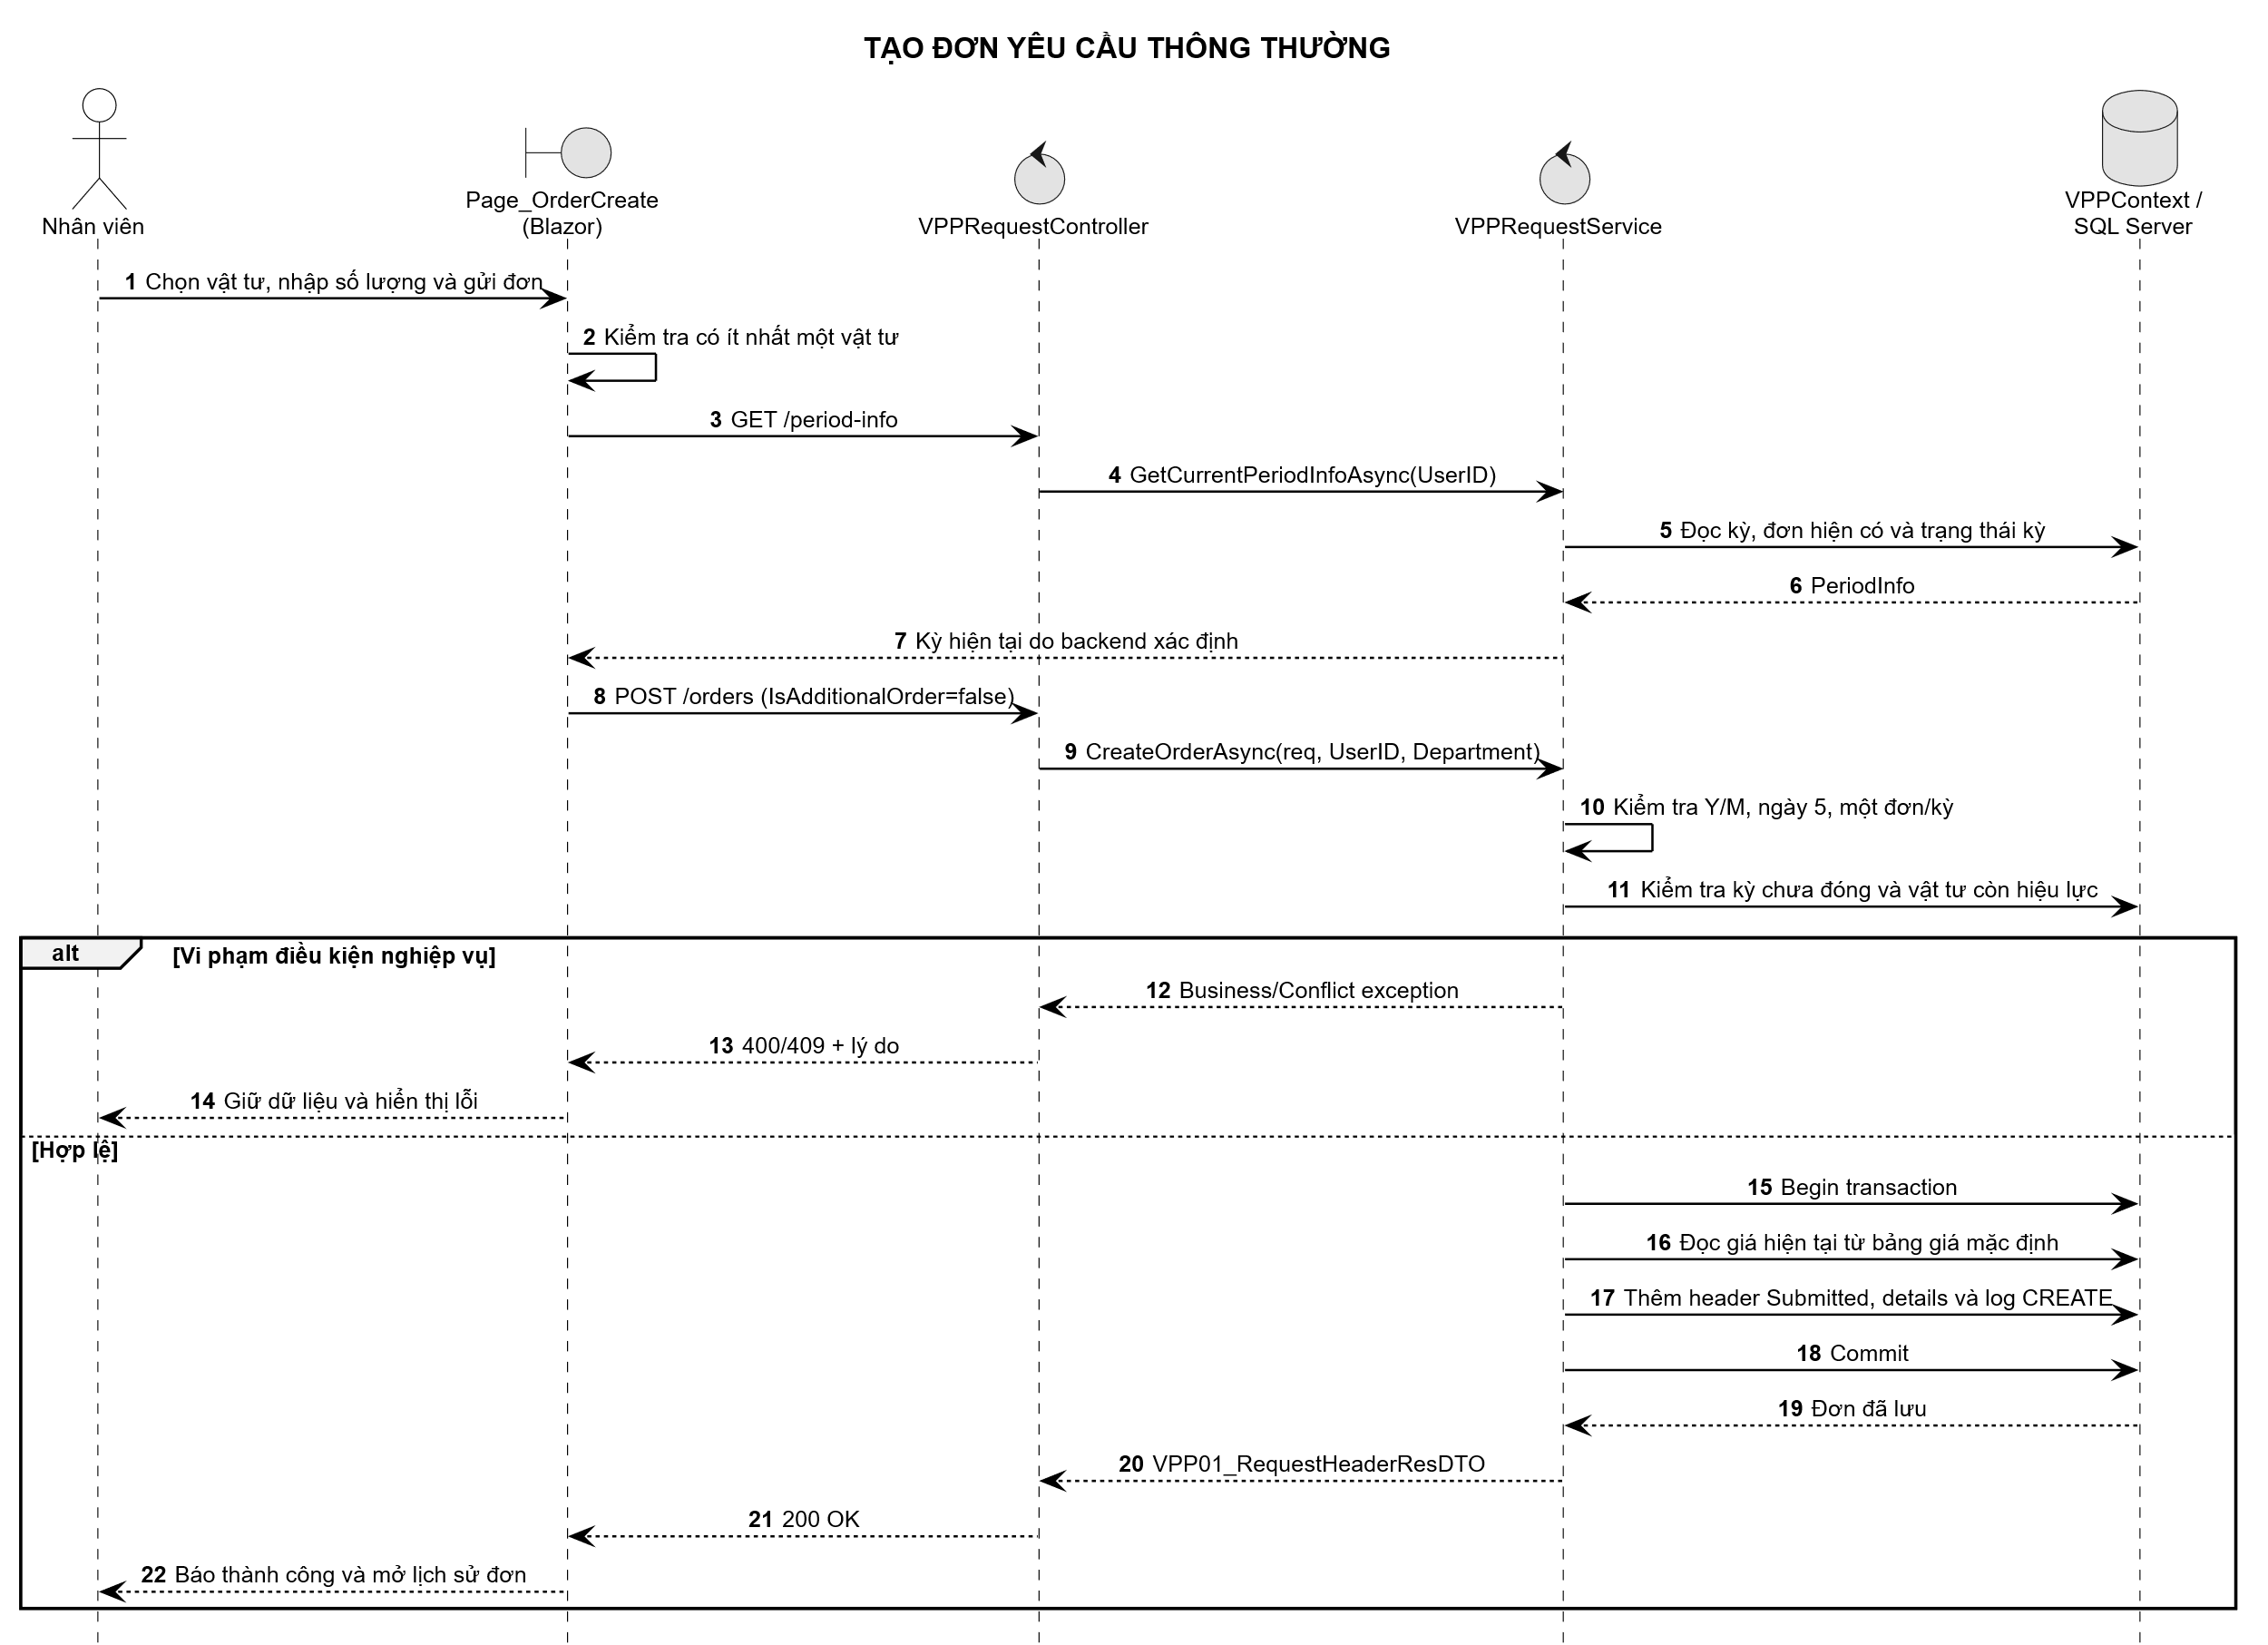 TẠO ĐƠN YÊU CẦU THÔNG THƯỜNG
Nhân viên
Page_OrderCreate
(Blazor)
VPPRequestController
VPPRequestService
VPPContext /
SQL Server
1 Chọn vật tư, nhập số lượng và gửi đơn
2 Kiểm tra có ít nhất một vật tư
3 GET /period-info
4 GetCurrentPeriodInfoAsync(UserID)
5 Đọc kỳ, đơn hiện có và trạng thái kỳ
6 PeriodInfo
7 Kỳ hiện tại do backend xác định
8 POST /orders (IsAdditionalOrder=false)
9 CreateOrderAsync(req, UserID, Department)
10 Kiểm tra Y/M, ngày 5, một đơn/kỳ
11 Kiểm tra kỳ chưa đóng và vật tư còn hiệu lực
alt [Vi phạm điều kiện nghiệp vụ]
12 Business/Conflict exception
13 400/409 + lý do
14 Giữ dữ liệu và hiển thị lỗi
[Hợp lệ]
15 Begin transaction
16 Đọc giá hiện tại từ bảng giá mặc định
17 Thêm header Submitted, details và log CREATE
18 Commit
19 Đơn đã lưu
20 VPP01_RequestHeaderResDTO
21 200 OK
22 Báo thành công và mở lịch sử đơn